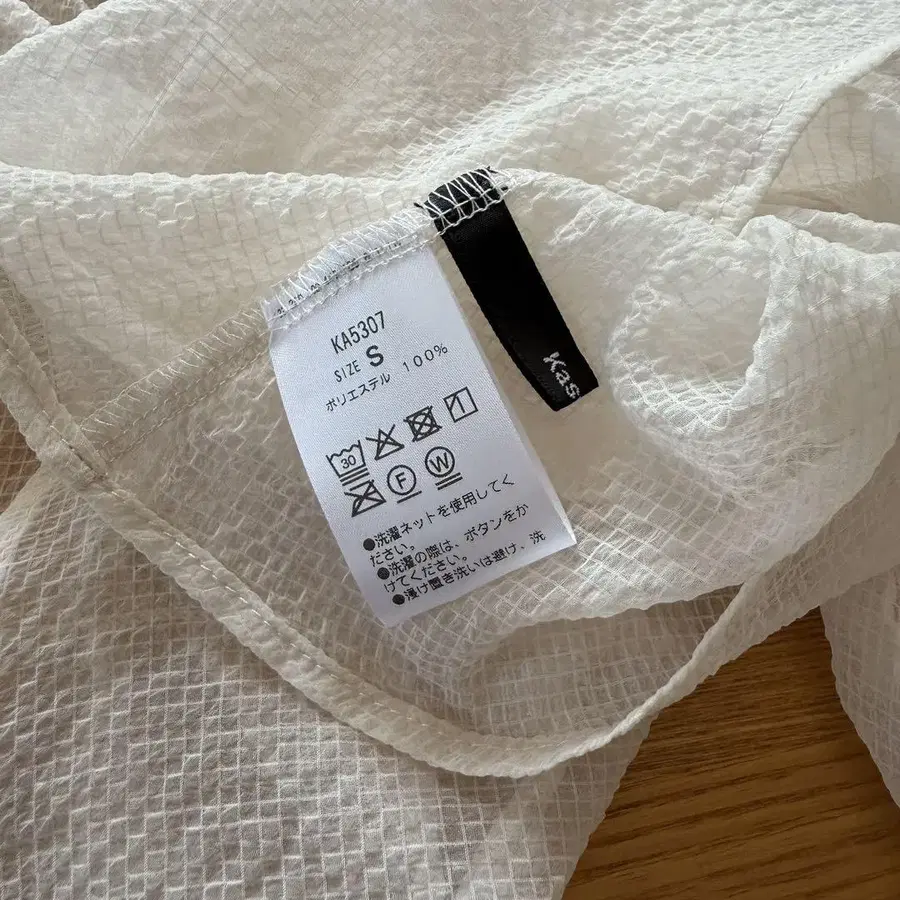 KA5307
SIZE S
ポリエステル 100%
30
F W
●洗濯ネットを使用してく
ださい。
●洗濯の際は、ボタンをか
けてください。
●浸け置き洗いは避け、洗
Kas